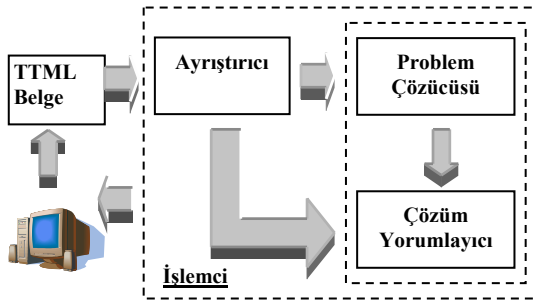 TTML
Belge
Ayrıştırıcı
Problem
Çözücüsü
Çözüm
Yorumlayıcı
İşlemci